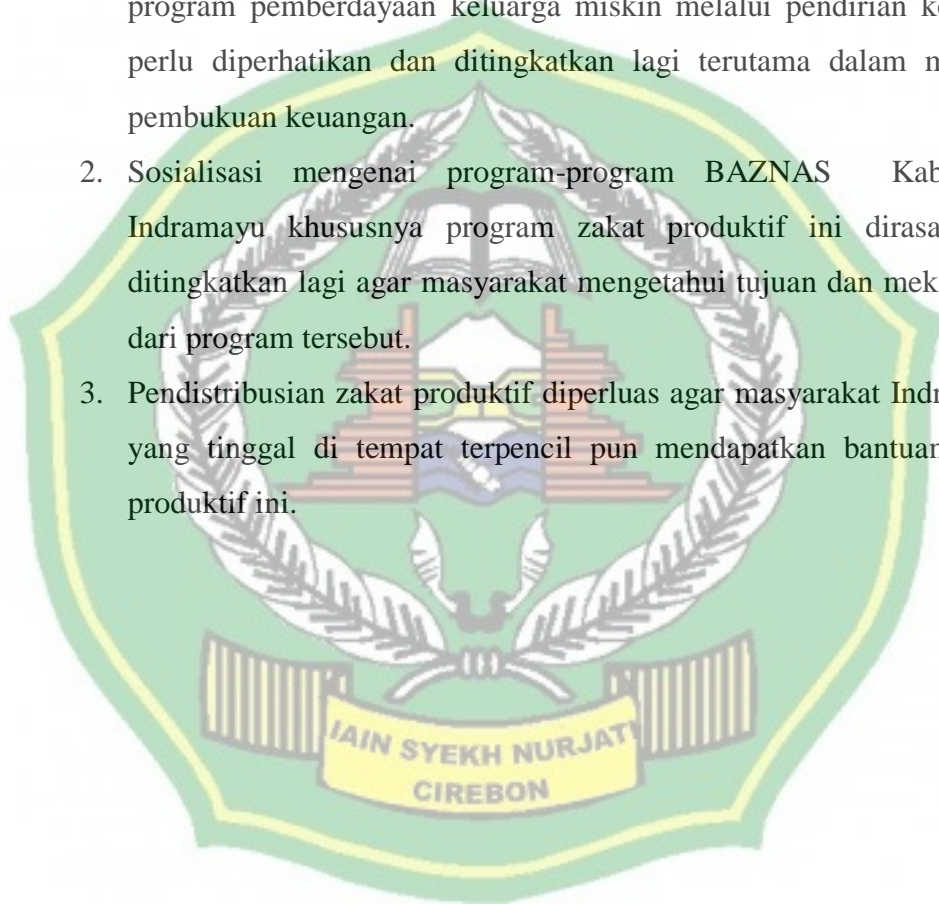 program pemberdayaan keluarga miskin melalui pendirian
perlu diperhatikan dan ditingkatkan lagi terutama dalam
pembukuan keuangan.
2. Sosialisasi mengenai program-program BAZNAS
Indramayu khususnya program zakat produktif ini
ditingkatkan lagi agar masyarakat mengetahui tujuan dan
dari program tersebut.
3. Pendistribusian zakat produktif diperluas agar masyarakat
yang tinggal di tempat terpencil pun mendapatkan bantuan
produktif ini.
IAIN SYEKH NURJATI
CIREBON